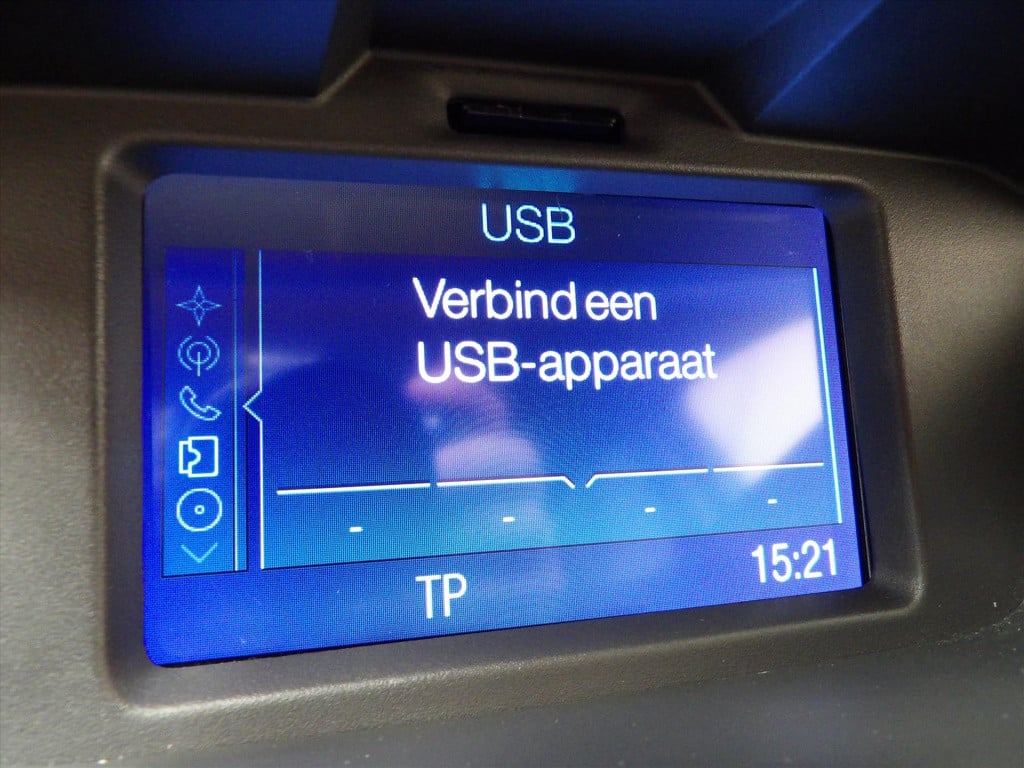 USB
Verbind een
USB-apparaat
- - - -
TP 15:21